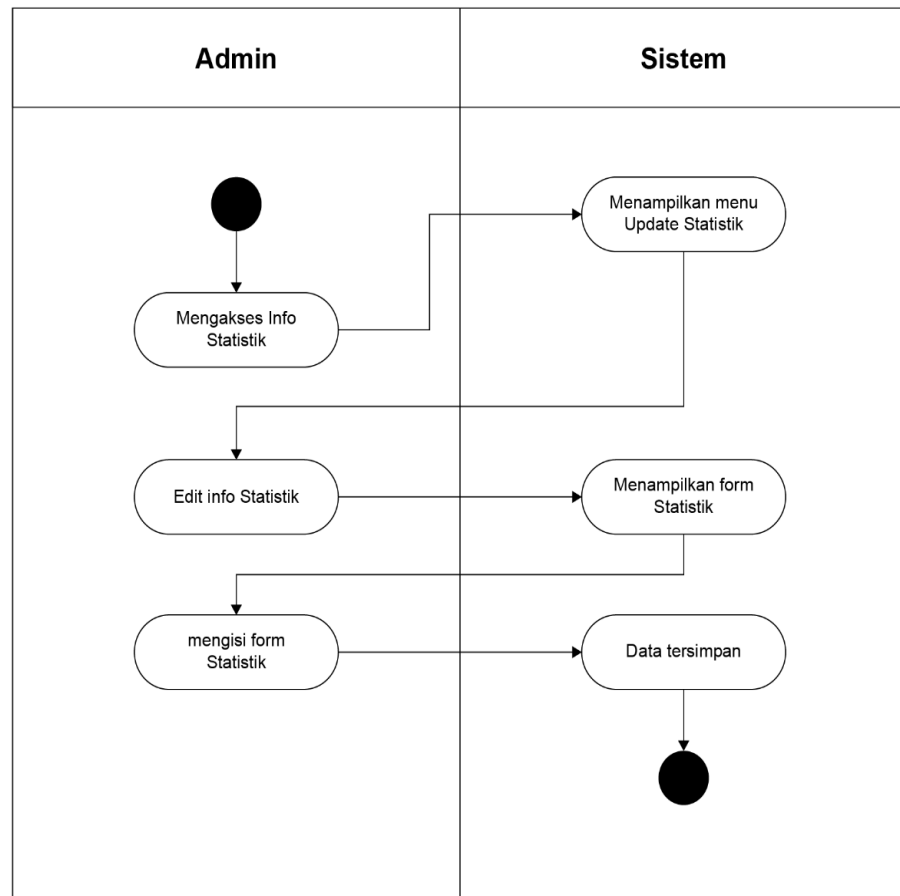 Admin
Sistem
Menampilkan menu
Update Statistik
Mengakses Info
Statistik
Edit info Statistik
Menampilkan form
Statistik
mengisi form
Statistik
Data tersimpan